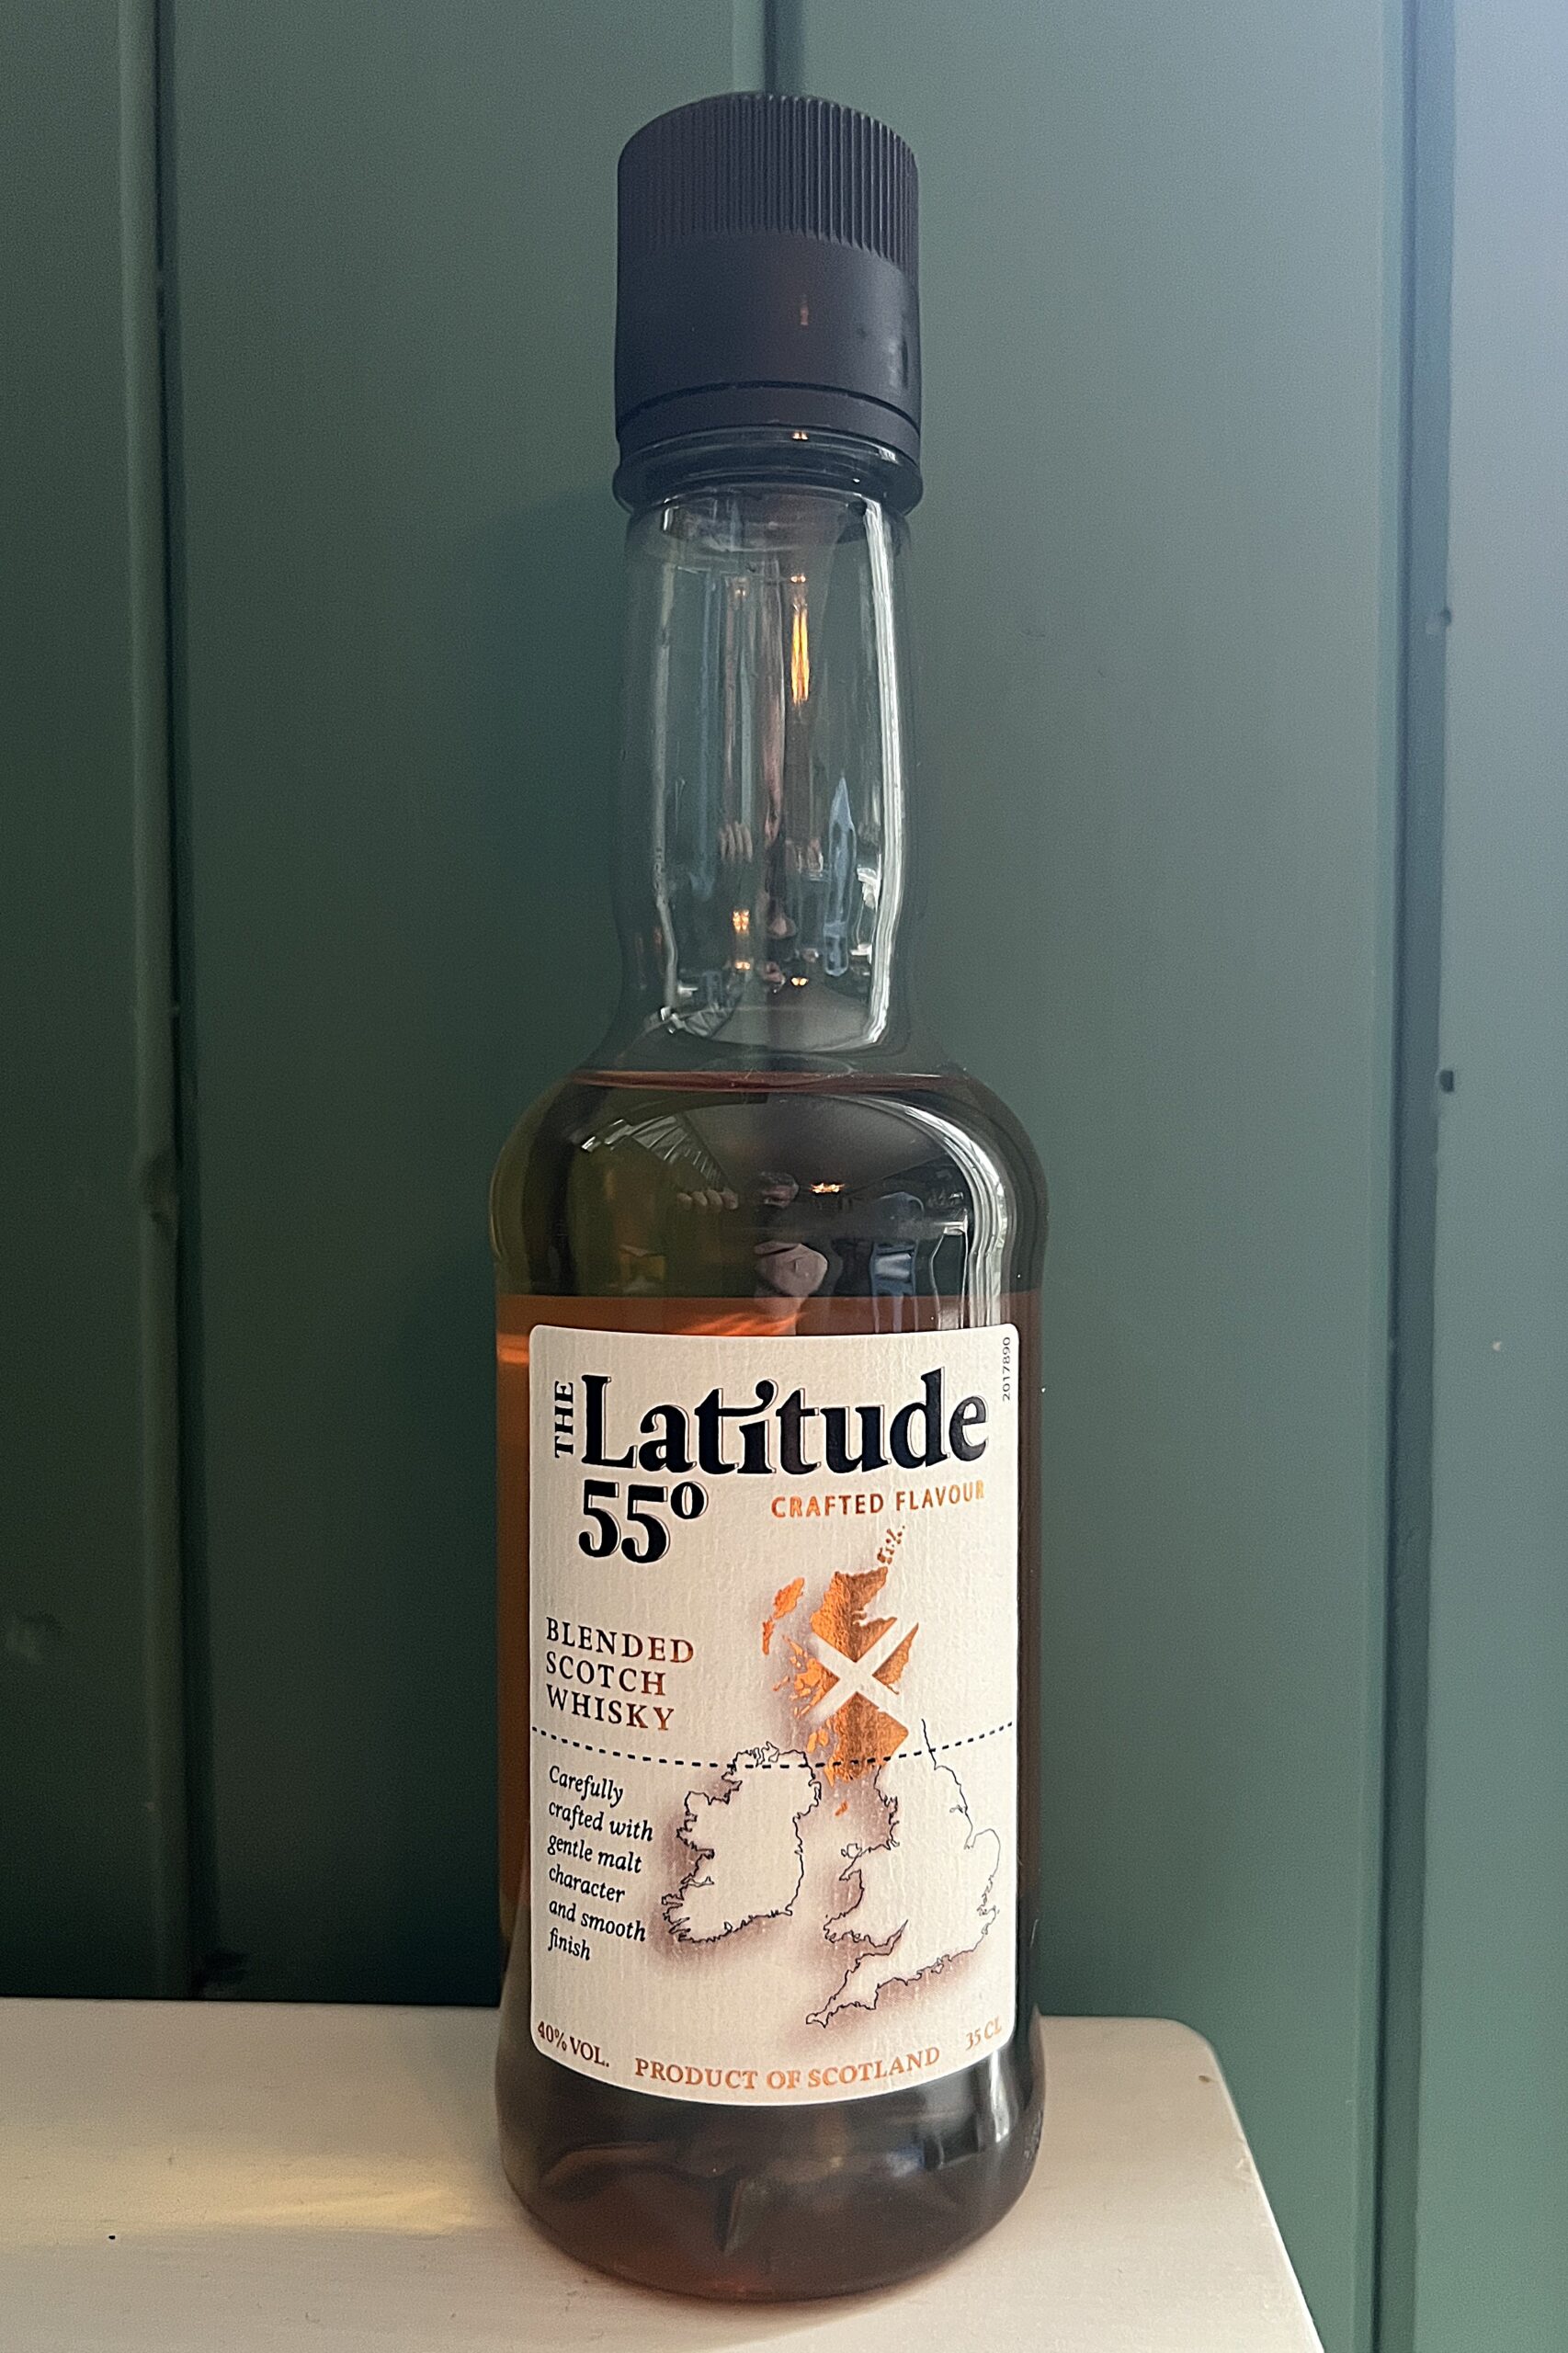 THE
Latitude
55º
CRAFTED FLAVOUR
2017890
BLENDED
SCOTCH
WHISKY
Carefully
crafted with
gentle malt
character
and smooth
finish
40% VOL.
PRODUCT OF SCOTLAND
35 CL